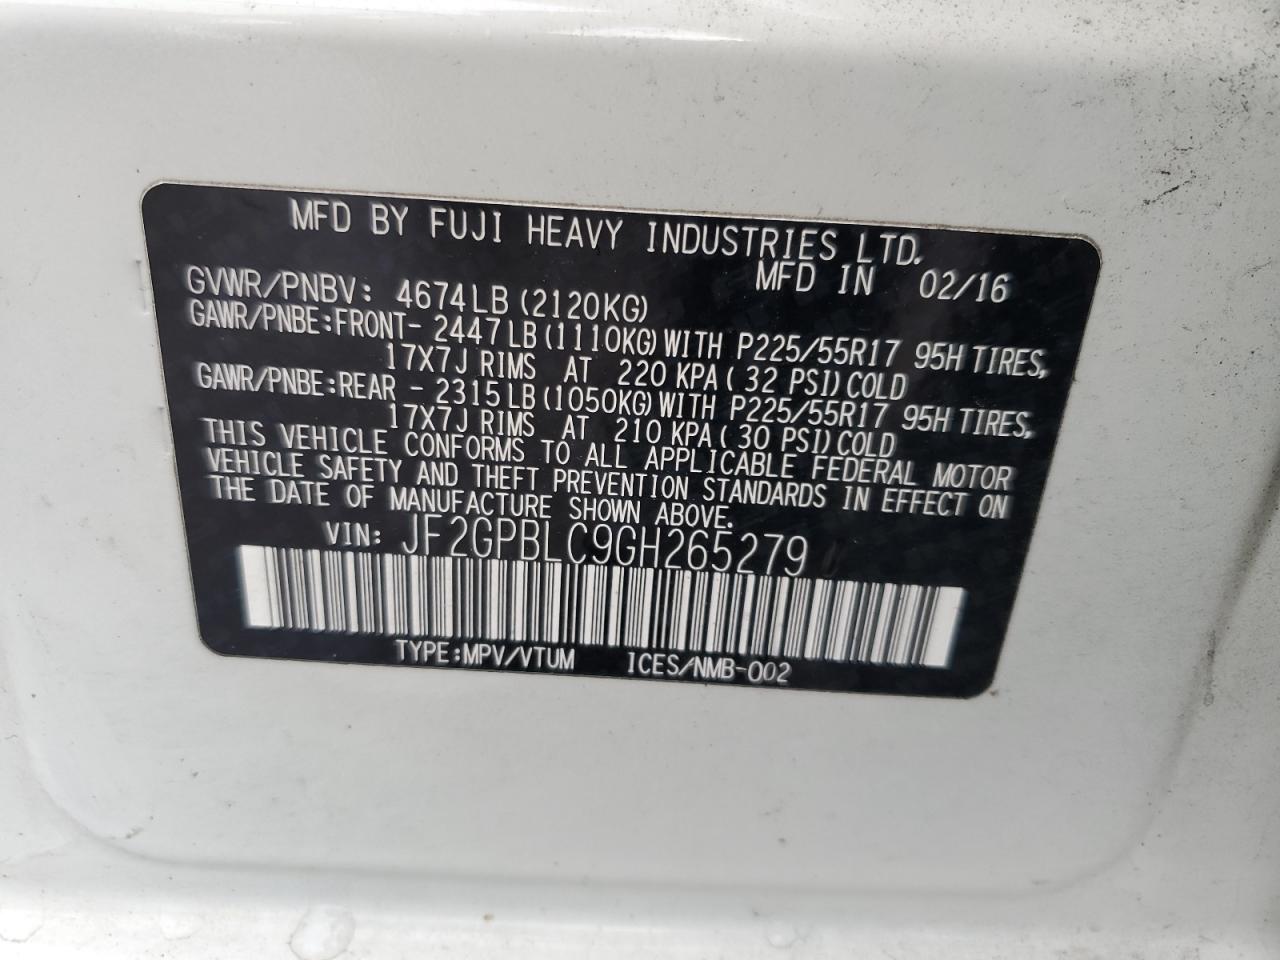 MFD BY FUJI HEAVY INDUSTRIES LTD.
MFD IN 02/16
GVWR/PNBV: 4674LB (2120KG)
GAWR/PNBE:FRONT- 2447LB(1110KG)WITH P225/55R17 95H TIRES,
17X7J RIMS AT 220 KPA( 32 PSI)COLD
GAWR/PNBE:REAR - 2315LB(1050KG)WITH P225/55R17 95H TIRES,
17X7J RIMS AT 210 KPA( 30 PSI)COLD
THIS VEHICLE CONFORMS TO ALL APPLICABLE FEDERAL MOTOR
VEHICLE SAFETY AND THEFT PREVENTION STANDARDS IN EFFECT ON
THE DATE OF MANUFACTURE SHOWN ABOVE.
VIN: JF2GPBLC9GH265279
TYPE:MPV/VTUM ICES/NMB-002